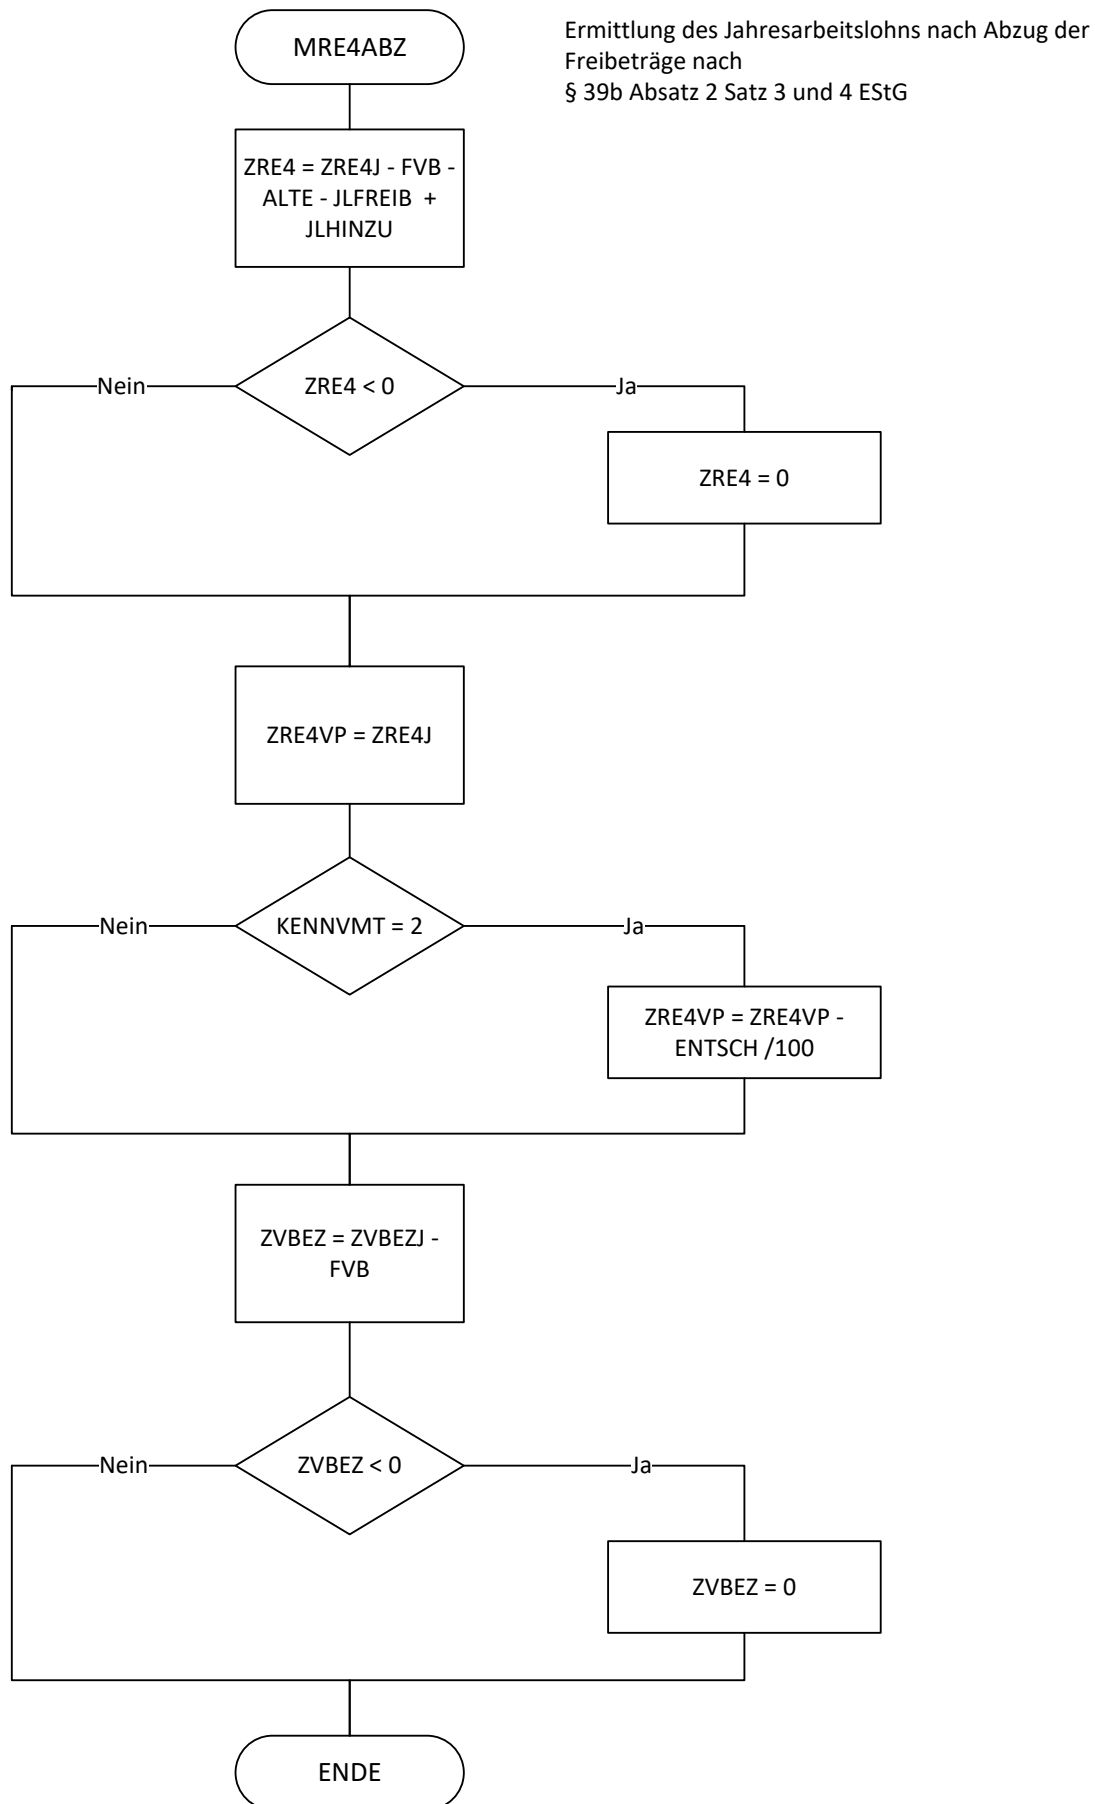 MRE4ABZ
Ermittlung des Jahresarbeitslohns nach Abzug der
Freibeträge nach
§ 39b Absatz 2 Satz 3 und 4 EStG
ZRE4 = ZRE4J - FVB -
ALTE - JLFREIB  +
JLHINZU
Nein
ZRE4 < 0
Ja
ZRE4 = 0
ZRE4VP = ZRE4J
Nein
KENNVMT = 2
Ja
ZRE4VP = ZRE4VP -
ENTSCH /100
ZVBEZ = ZVBEZJ -
FVB
Nein
ZVBEZ < 0
Ja
ZVBEZ = 0
ENDE